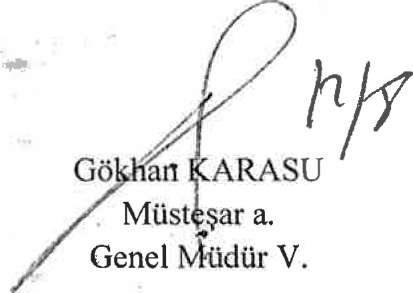 Gökhan KARASU
Müsteşar a.
Genel Müdür V.